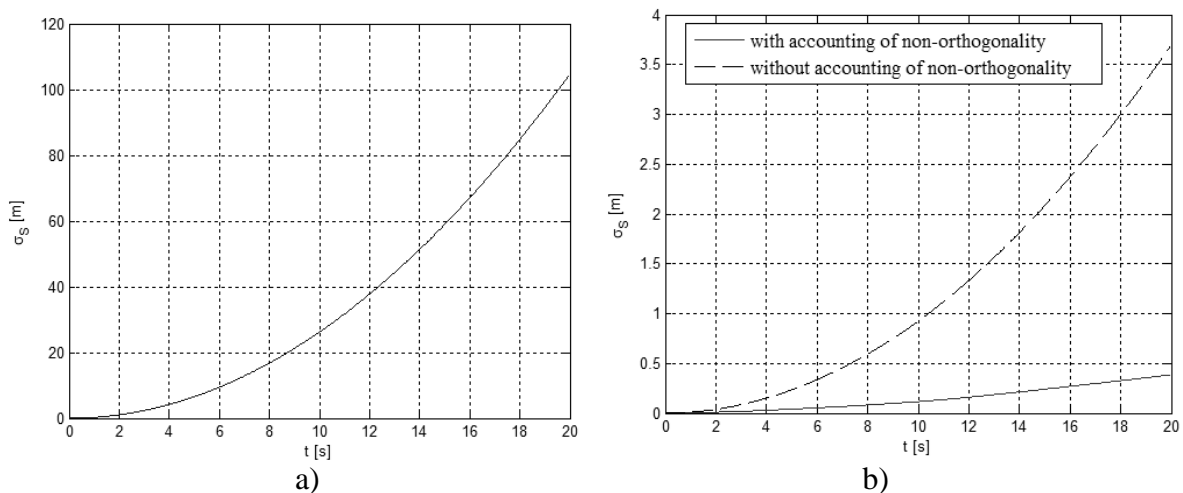 120
100
80
60
40
20
0
σS [m]
0 2 4 6 8 10 12 14 16 18 20
t [s]
a)
4
3.5
3
2.5
2
1.5
1
0.5
0
σS [m]
with accounting of non-orthogonality
without accounting of non-orthogonality
0 2 4 6 8 10 12 14 16 18 20
t [s]
b)